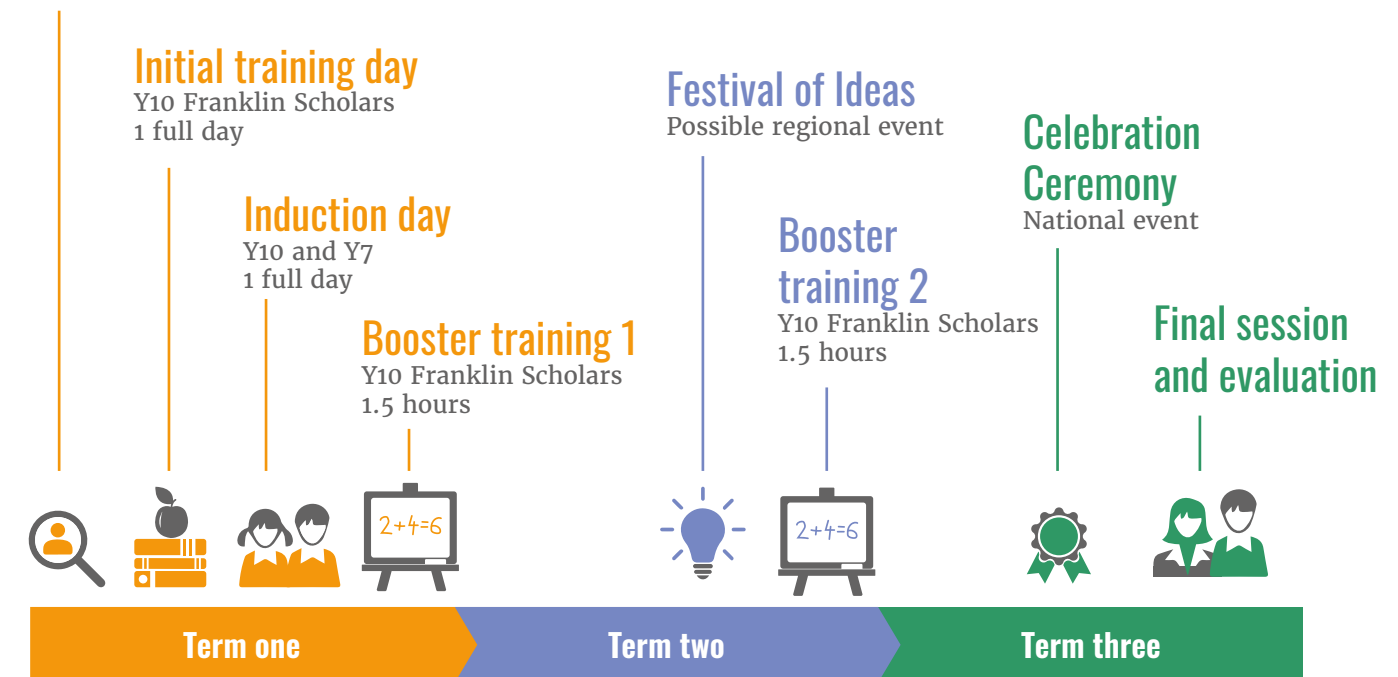 Initial training day
Y10 Franklin Scholars
1 full day
Induction day
Y10 and Y7
1 full day
Booster training 1
Y10 Franklin Scholars
1.5 hours
2+4=6
Festival of Ideas
Possible regional event
Booster
training 2
Y10 Franklin Scholars
1.5 hours
2+4=6
Celebration
Ceremony
National event
Final session
and evaluation
Term one
Term two
Term three